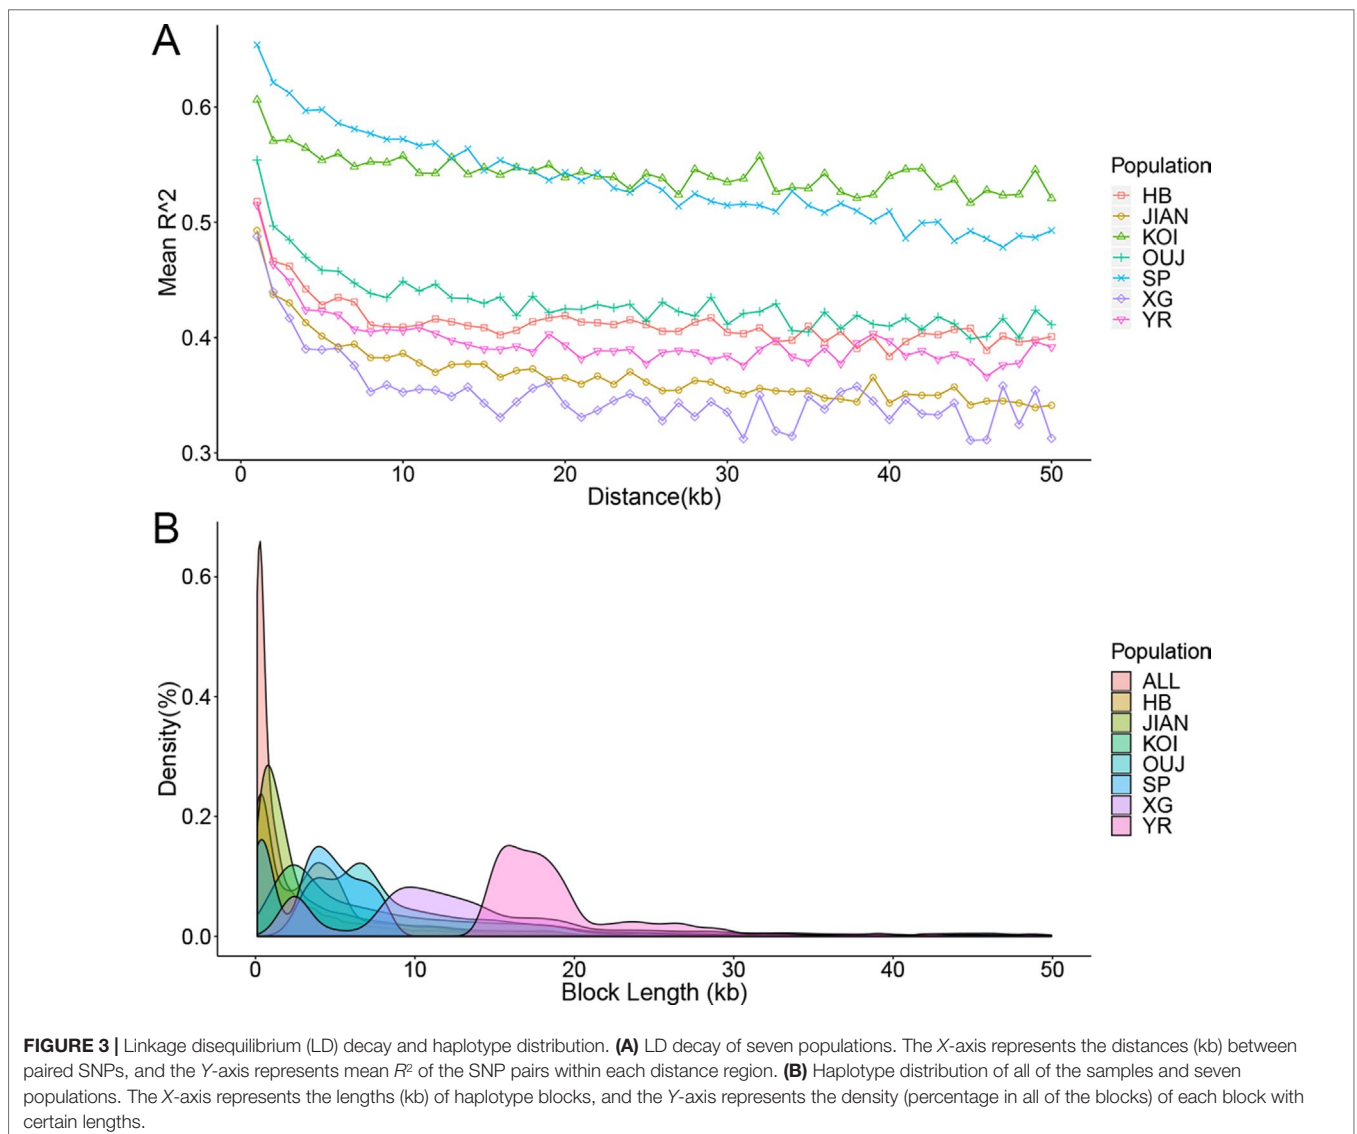 A
0.6
0.5
0.4
0.3
Mean R^2
0
10
20
30
40
50
Distance(kb)
Population
HB
JIAN
KOI
OUJ
SP
XG
YR
B
0.6
0.4
0.2
0.0
Density(%)
0
10
20
30
40
50
Block Length (kb)
Population
ALL
HB
JIAN
KOI
OUJ
SP
XG
YR
FIGURE 3 | Linkage disequilibrium (LD) decay and haplotype distribution. (A) LD decay of seven populations. The X-axis represents the distances (kb) between
paired SNPs, and the Y-axis represents mean R² of the SNP pairs within each distance region. (B) Haplotype distribution of all of the samples and seven
populations. The X-axis represents the lengths (kb) of haplotype blocks, and the Y-axis represents the density (percentage in all of the blocks) of each block with
certain lengths.